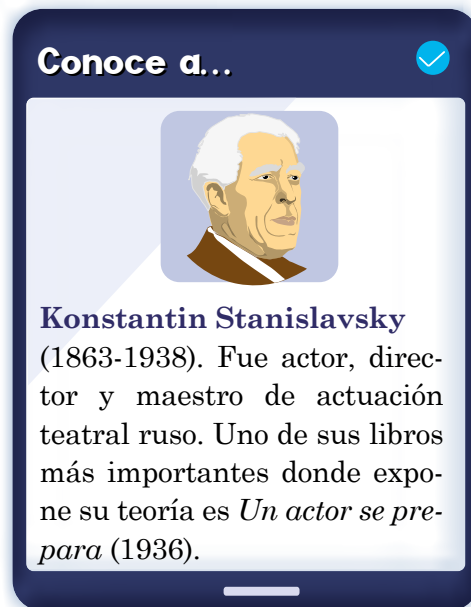 Conoce a...
Konstantin Stanislavsky
(1863-1938). Fue actor, direc-
tor y maestro de actuación
teatral ruso. Uno de sus libros
más importantes donde expo-
ne su teoría es Un actor se pre-
para (1936).